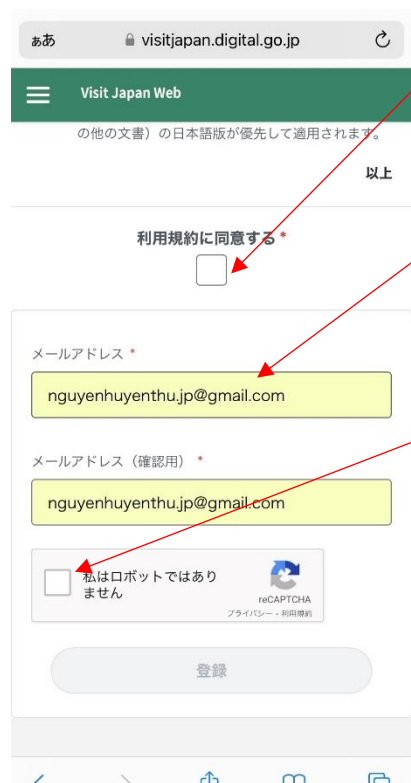 ぁあ visitjapan.digital.go.jp
Visit Japan Web
の他の文書）の日本語版が優先して適用されます。
以上
利用規約に同意する *
メールアドレス *
nguyenhuyenthu.jp@gmail.com
メールアドレス（確認用） *
nguyenhuyenthu.jp@gmail.com
私はロボットではあり
ません
reCAPTCHA
プライバシー - 利用規約
登録